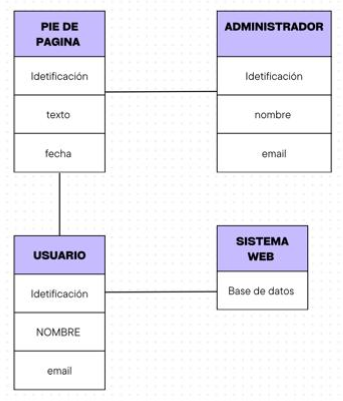 PIE DE
PAGINA
Idetificación
texto
fecha
ADMINISTRADOR
Idetificación
nombre
email
USUARIO
Idetificación
NOMBRE
email
SISTEMA
WEB
Base de datos